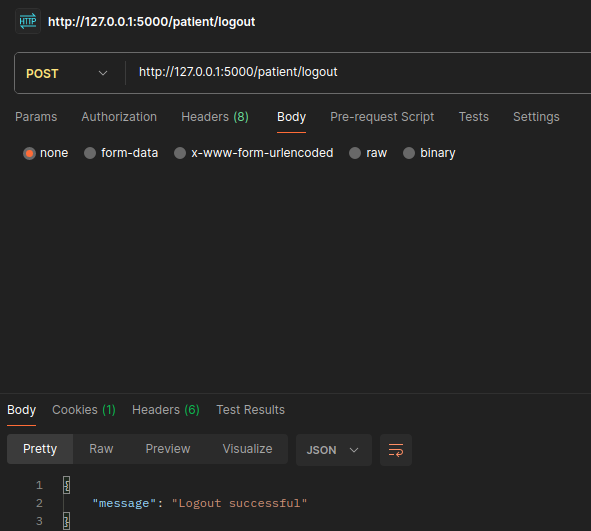 HTTP http://127.0.0.1:5000/patient/logout
POST http://127.0.0.1:5000/patient/logout
Params Authorization Headers (8) Body Pre-request Script Tests Settings
none form-data x-www-form-urlencoded raw binary
Body Cookies (1) Headers (6) Test Results
Pretty Raw Preview Visualize JSON
1 {
2 "message": "Logout successful"
3 }